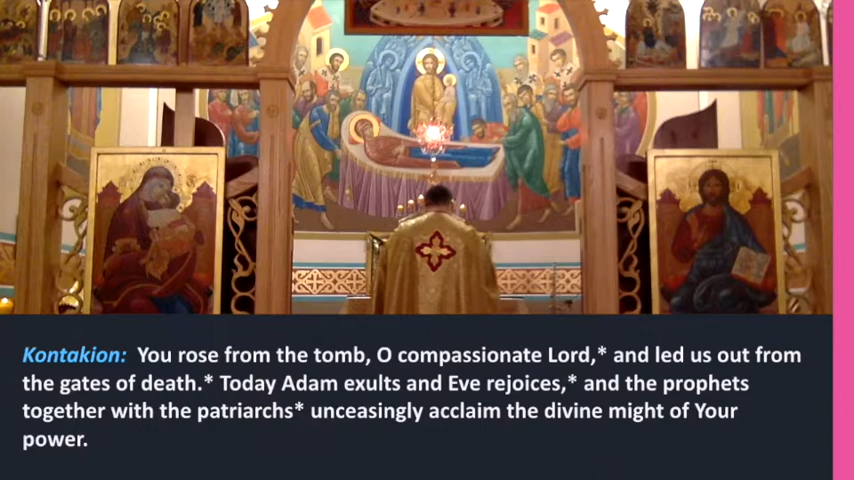 Kontakion: You rose from the tomb, O compassionate Lord,* and led us out from
the gates of death.* Today Adam exults and Eve rejoices,* and the prophets
together with the patriarchs* unceasingly acclaim the divine might of Your
power.